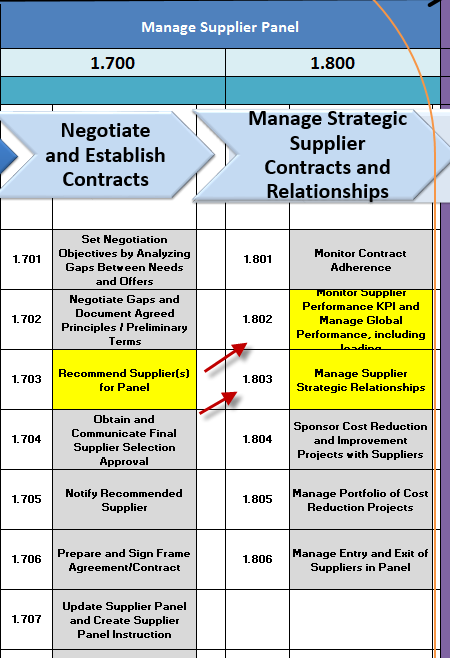 Manage Supplier Panel
1.700
1.800
Negotiate
and Establish
Contracts
Manage Strategic
Supplier
Contracts and
Relationships
1.701
Set Negotiation
Objectives by Analyzing
Gaps Between Needs
and Offers
1.801
Monitor Contract
Adherence
1.702
Negotiate Gaps and
Document Agreed
Principles / Preliminary
Terms
1.802
Monitor Supplier
Performance KPI and
Manage Global
Performance, including
leading
1.703
Recommend Supplier(s)
for Panel
1.803
Manage Supplier
Strategic Relationships
1.704
Obtain and
Communicate Final
Supplier Selection
Approval
1.804
Sponsor Cost Reduction
and Improvement
Projects with Suppliers
1.705
Notify Recommended
Supplier
1.805
Manage Portfolio of Cost
Reduction Projects
1.706
Prepare and Sign Frame
Agreement/Contract
1.806
Manage Entry and Exit of
Suppliers in Panel
1.707
Update Supplier Panel
and Create Supplier
Panel Instruction